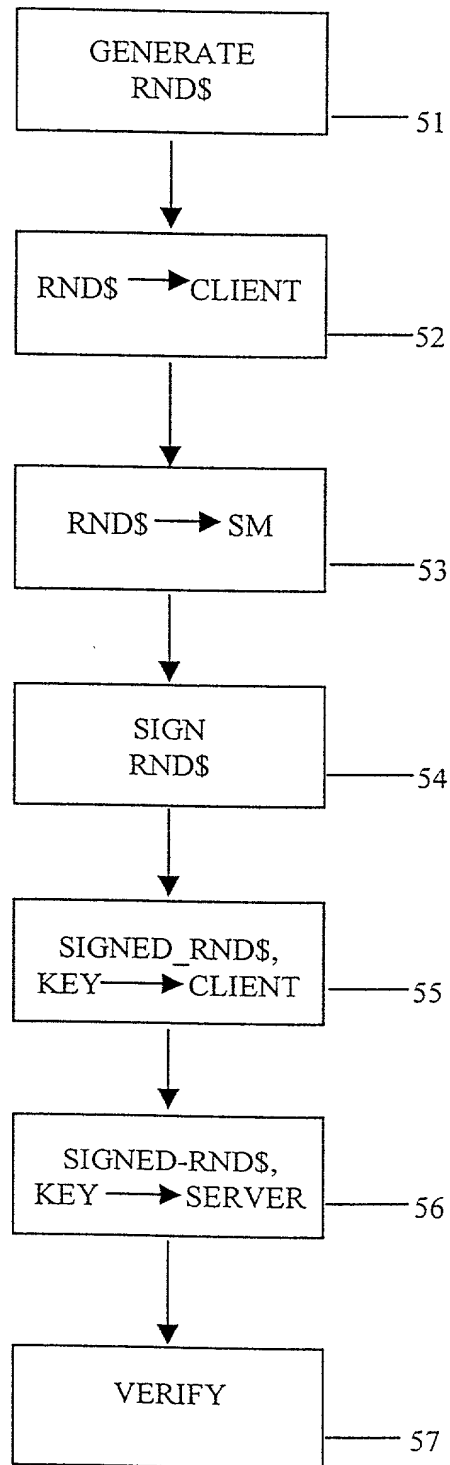 GENERATE
RND$
51
RND$ → CLIENT
52
RND$ → SM
53
SIGN
RND$
54
SIGNED_RND$,
KEY → CLIENT
55
SIGNED-RND$,
KEY → SERVER
56
VERIFY
57